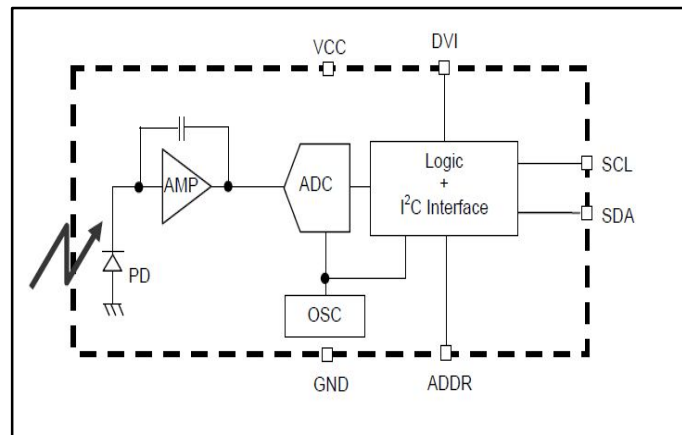 VCC
DVI
AMP
ADC
Logic
+
I²C Interface
SCL
SDA
PD
OSC
GND
ADDR